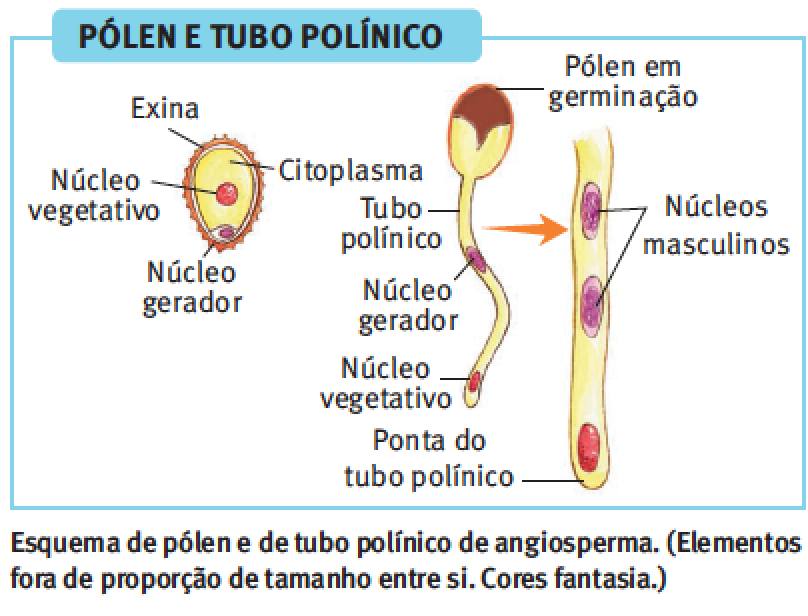 PÓLEN E TUBO POLÍNICO
Exina
Citoplasma
Núcleo
vegetativo
Núcleo
gerador
Pólen em
germinação
Tubo
polínico
Núcleo
gerador
Núcleo
vegetativo
Núcleos
masculinos
Ponta do
tubo polínico
Esquema de pólen e de tubo polínico de angiosperma. (Elementos
fora de proporção de tamanho entre si. Cores fantasia.)